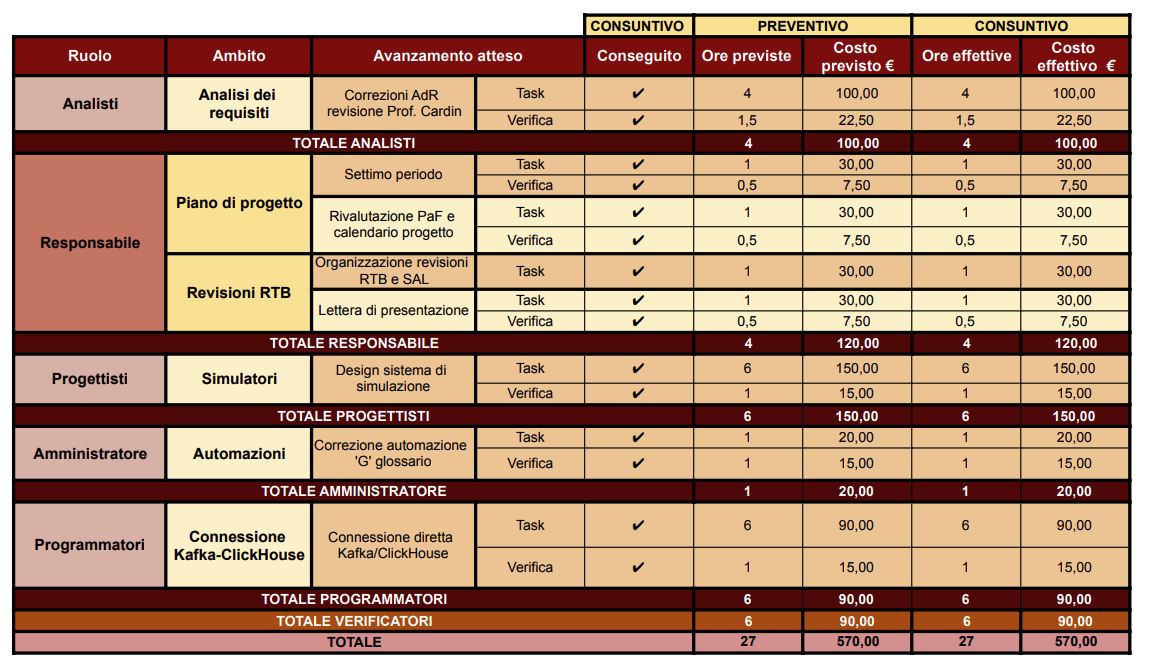 CONSUNTIVO PREVENTIVO CONSUNTIVO
Ruolo Ambito Avanzamento atteso Conseguito Ore previste Costo previsto € Ore effettive Costo effettivo €
Analisti Analisi dei requisiti Correzioni AdR revisione Prof. Cardin Task ✔ 4 100,00 4 100,00
Verifica ✔ 1,5 22,50 1,5 22,50
TOTALE ANALISTI 4 100,00 4 100,00
Responsabile Piano di progetto Settimo periodo Task ✔ 1 30,00 1 30,00
Verifica ✔ 0,5 7,50 0,5 7,50
Rivalutazione PaF e calendario progetto Task ✔ 1 30,00 1 30,00
Verifica ✔ 0,5 7,50 0,5 7,50
Revisioni RTB Organizzazione revisioni RTB e SAL Task ✔ 1 30,00 1 30,00
Lettera di presentazione Task ✔ 1 30,00 1 30,00
Verifica ✔ 0,5 7,50 0,5 7,50
TOTALE RESPONSABILE 4 120,00 4 120,00
Progettisti Simulatori Design sistema di simulazione Task ✔ 6 150,00 6 150,00
Verifica ✔ 1 15,00 1 15,00
TOTALE PROGETTISTI 6 150,00 6 150,00
Amministratore Automazioni Correzione automazione 'G' glossario Task ✔ 1 20,00 1 20,00
Verifica ✔ 1 15,00 1 15,00
TOTALE AMMINISTRATORE 1 20,00 1 20,00
Programmatori Connessione Kafka-ClickHouse Connessione diretta Kafka/ClickHouse Task ✔ 6 90,00 6 90,00
Verifica ✔ 1 15,00 1 15,00
TOTALE PROGRAMMATORI 6 90,00 6 90,00
TOTALE VERIFICATORI 6 90,00 6 90,00
TOTALE 27 570,00 27 570,00